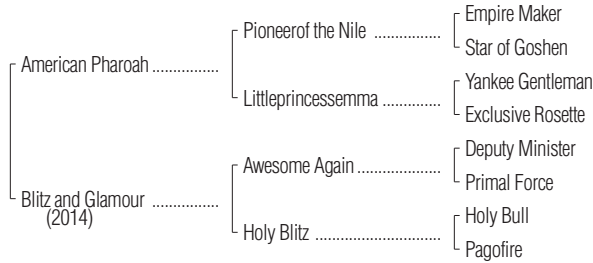 Empire Maker
Pioneerof the Nile ................
Star of Goshen
American Pharoah ................
Yankee Gentleman
Littleprincessemma ..............
Exclusive Rosette
Deputy Minister
Awesome Again ....................
Primal Force
Blitz and Glamour ................
(2014)
Holy Bull
Holy Blitz ..............................
Pagofire